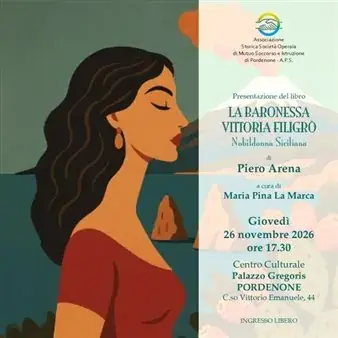 Associazione
Storica Società Operaia
di Mutuo Soccorso e Istruzione
di Pordenone - A.P.S.
Presentazione del libro
LA BARONESSA
VITTORIA FILIGRÒ
Nobildonna Siciliana
di
Piero Arena
a cura di
Maria Pina La Marca
Giovedì
26 novembre 2026
ore 17.30
Centro Culturale
Palazzo Gregoris
PORDENONE
C.so Vittorio Emanuele, 44
INGRESSO LIBERO